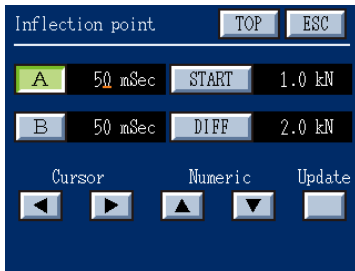 Inflection point TOP ESC
A 50 mSec START 1.0 kN
B 50 mSec DIFF 2.0 kN
Cursor Numeric Update
◀ ▶ ▲ ▼